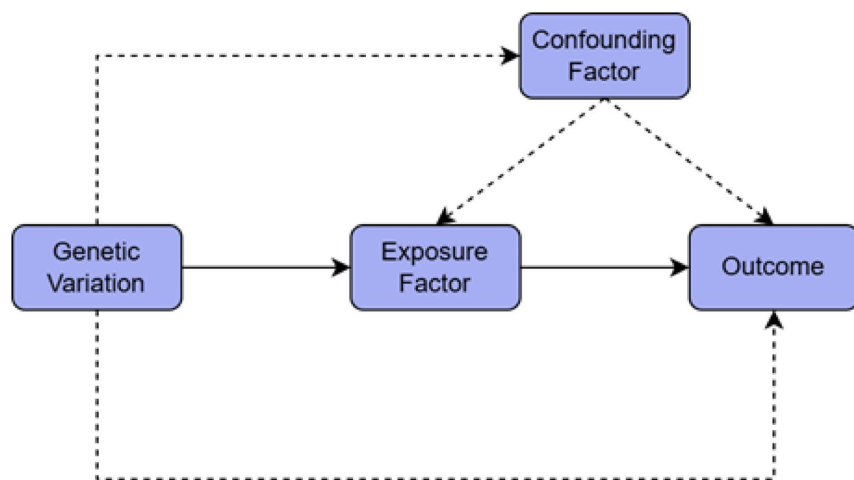 Confounding
Factor
Genetic
Variation
Exposure
Factor
Outcome